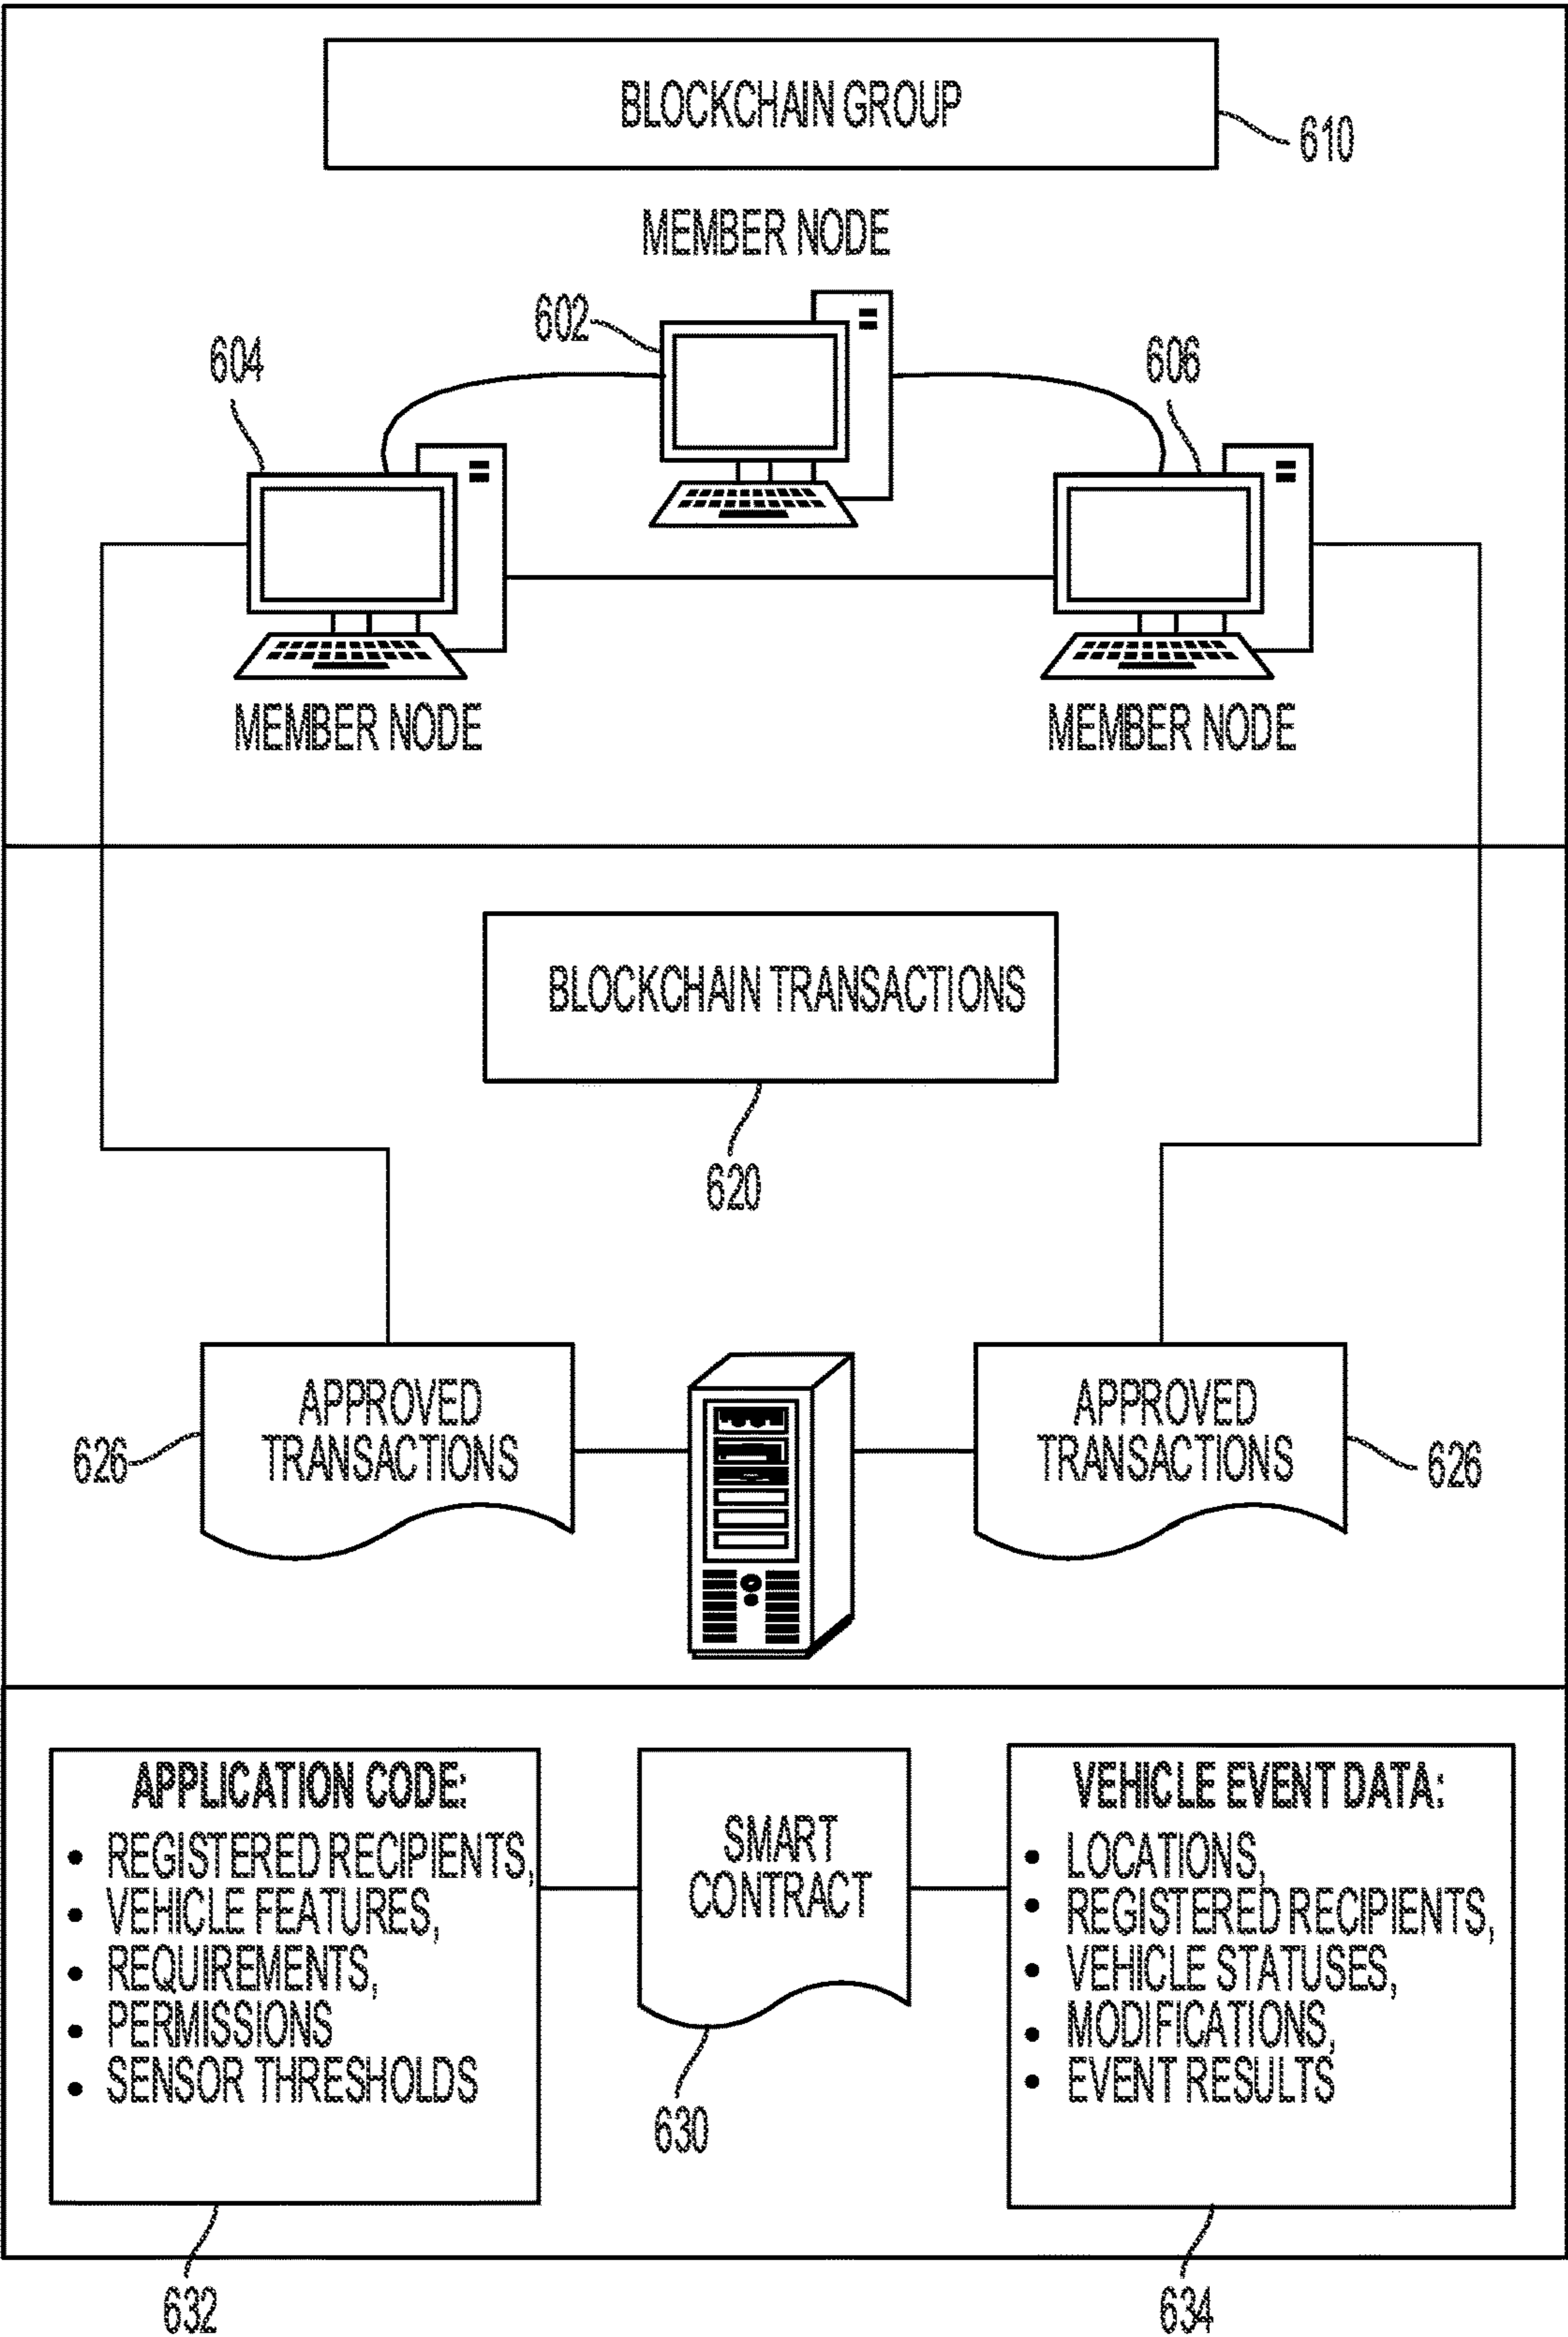 BLOCKCHAIN GROUP
610
MEMBER NODE
602
604
606
MEMBER NODE
MEMBER NODE
BLOCKCHAIN TRANSACTIONS
620
APPROVED
TRANSACTIONS
626
APPROVED
TRANSACTIONS
626
APPLICATION CODE:
• REGISTERED RECIPIENTS,
• VEHICLE FEATURES,
• REQUIREMENTS,
• PERMISSIONS
• SENSOR THRESHOLDS
632
SMART
CONTRACT
630
VEHICLE EVENT DATA:
• LOCATIONS,
• REGISTERED RECIPIENTS,
• VEHICLE STATUSES,
• MODIFICATIONS,
• EVENT RESULTS
634